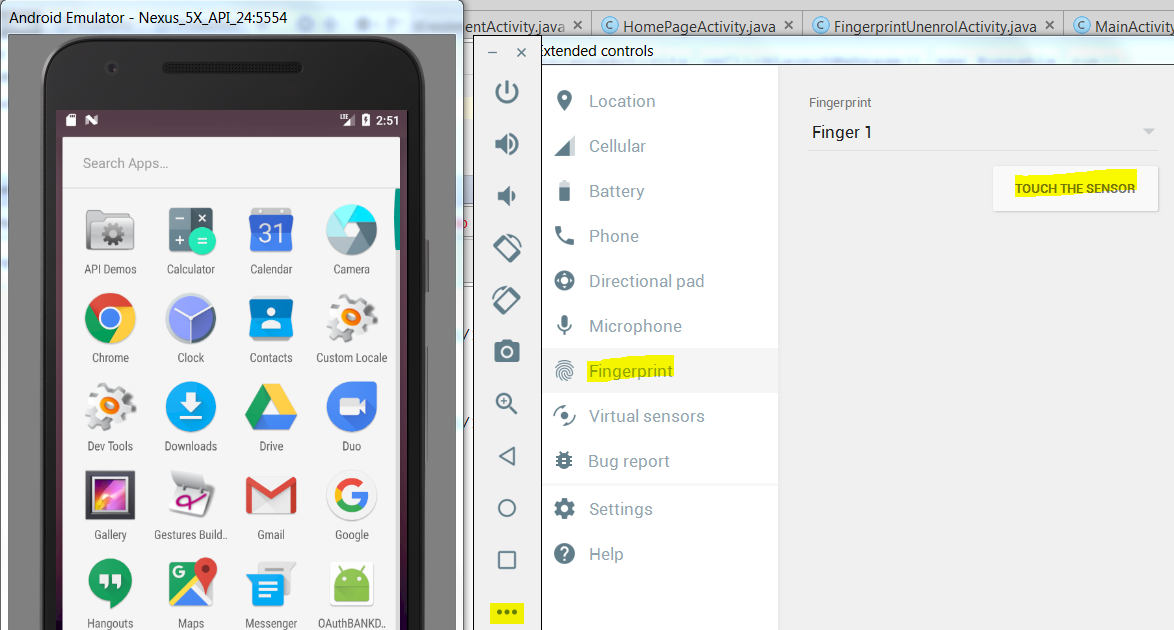 Android Emulator - Nexus_5X_API_24:5554
entActivity.java
HomePageActivity.java
FingerprintUnenrolActivity.java
MainActivity
Extended controls
LTE 2:51
Search Apps...
API Demos Calculator Calendar Camera
31
Chrome Clock Contacts Custom Locale
Dev Tools Downloads Drive Duo
Gallery Gestures Build.. Gmail Google
Hangouts Maps Messenger OAuthBANKD..
Location
Cellular
Battery
Phone
Directional pad
Microphone
Fingerprint
Virtual sensors
Bug report
Settings
Help
Fingerprint
Finger 1
TOUCH THE SENSOR